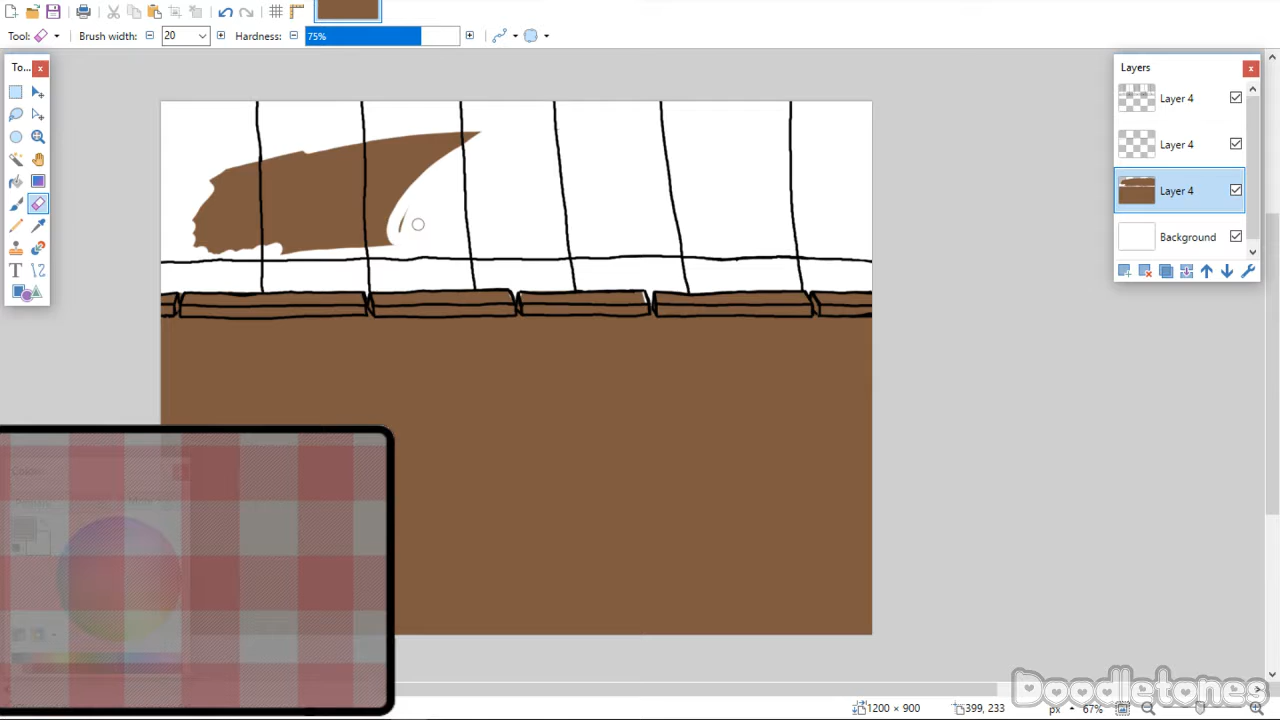 Tool:
Brush width:
20
Hardness:
75%
To...
x
Layers
x
Layer 4
Layer 4
Layer 4
Background
T
Colors
1200 × 900
399, 233
px
67%
Doodletones